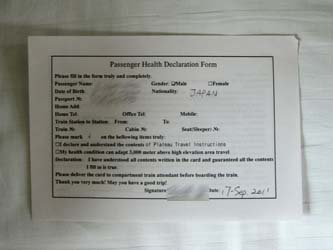 Passenger Health Declaration Form
Please fill in the form truly and completely.
Passenger Name: Gender: ☑Male □Female
Date of Birth Nationality: JAPAN
Passport №
Home Add:
Home Tel: Office Tel: Mobile:
Train Station to Station: From: To:
Train №: Cabin №: Seat/Sleeper) №:
Please mark √ on the hellowing items truly:
□I declare and understand the contents of Plateau Travel Instructions
□My health condition can adapt 3,000 meter above high elevation area travel
Declaration: I have understood all contents written in the card and guaranteed all the contents
I fill in is true.
Please deliver the card to compartment train attendant before boarding the train.
Thank you very much! May you have a good trip!
Signature: Date: 17-Sep. 2011